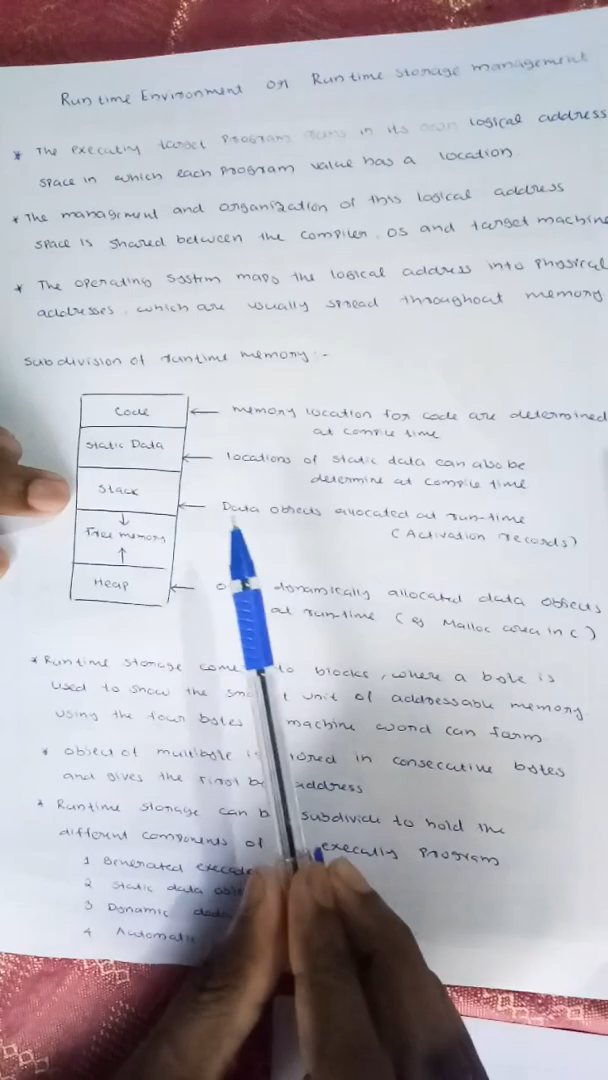 Runtime Environment or Runtime storage management
* The executing target Program runs in its own logical address
space in which each program value has a location
* The management and organization of this logical address
space is shared between the compiler, OS and target machine
* The operating system maps the logical address into Physical
addresses, which are usually spread throughout memory
Subdivision of runtime memory:-
Code
memory location for code are determined
at compile time
Static Data
locations of static data can also be
determine at compile time
Stack
Data objects allocated at run-time
(Activation records)
Free memory
Heap
dynamically allocated data objects
at run-time (eg Malloc area in c)
* Runtime storage come to blocks, where a byte is
used to show the unit of addressable memory
using the four bytes machine word can form
* object of multibyte stored in consecutive bytes
and gives the first address
* Runtime storage can subdivide to hold the
different components of Program
1 Generated
2 Static data
3 Dynamic
4